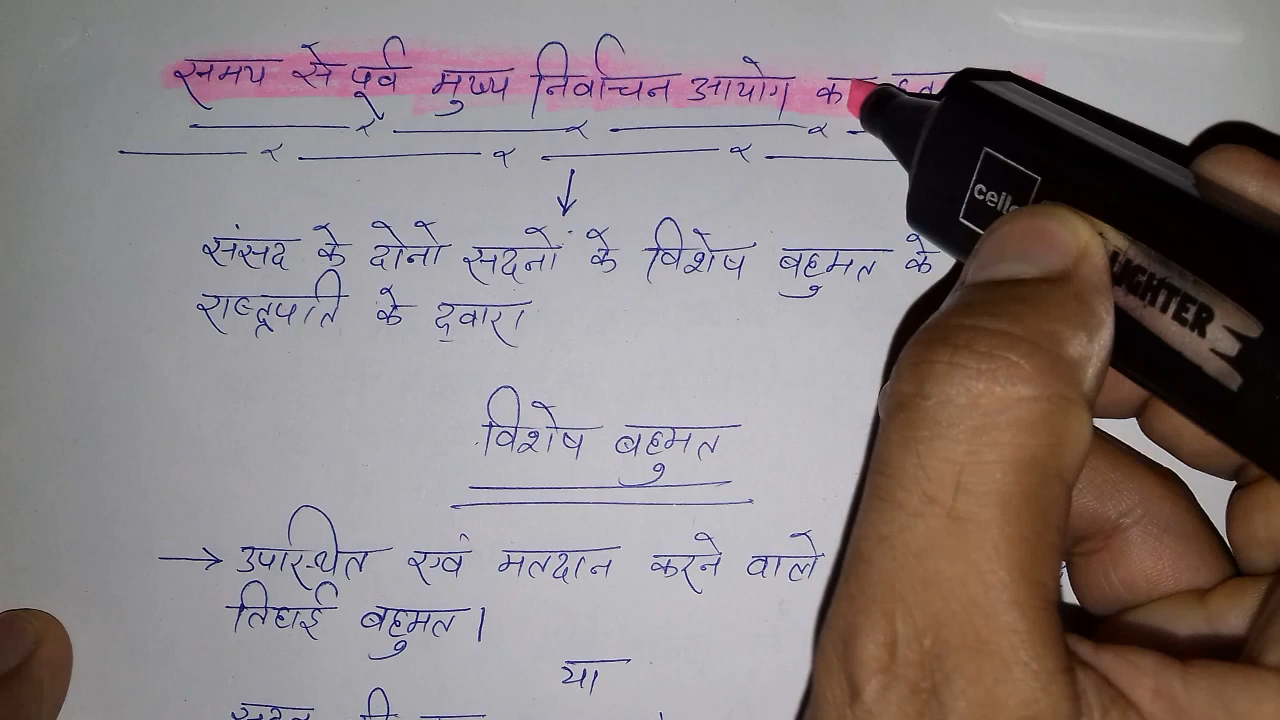 समय से पूर्व मुख्य निर्वाचन आयोग
संसद के दोनो सदनों के विशेष बहुमत के
राष्ट्रपति के द्वारा
विशेष बहुमत
→ उपस्थित एवं मतदान करने वाले
तिहाई बहुमत।
या
cello
LIGHTER